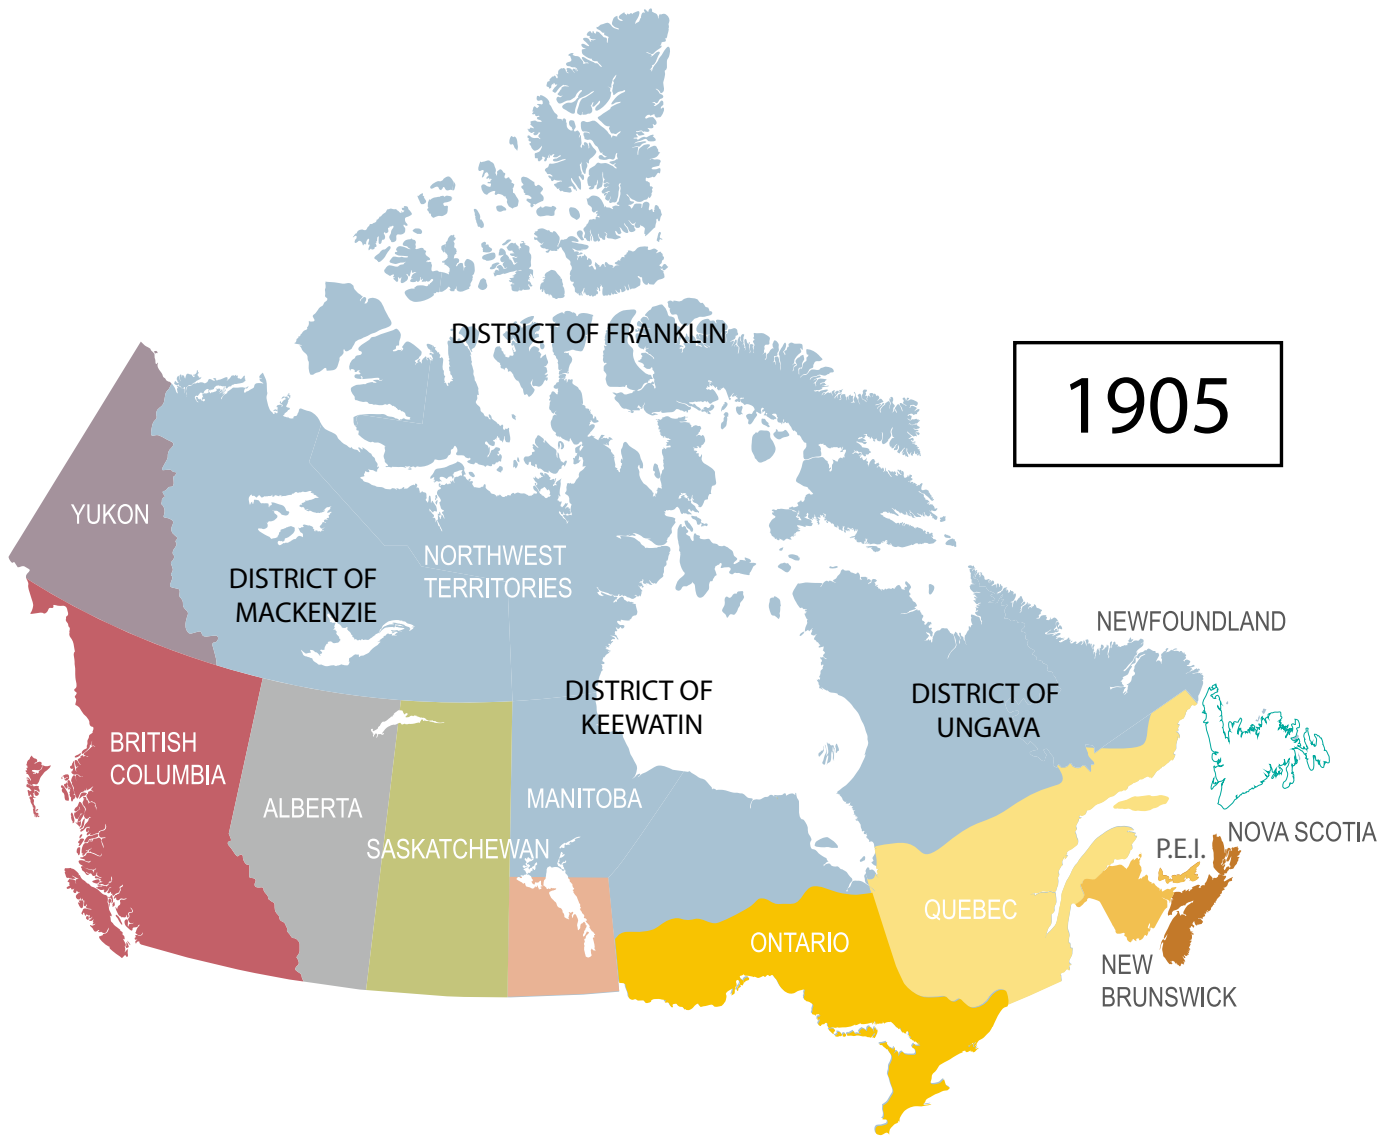 DISTRICT OF FRANKLIN
1905
YUKON
NORTHWEST
TERRITORIES
DISTRICT OF
MACKENZIE
NEWFOUNDLAND
DISTRICT OF
KEEWATIN
DISTRICT OF
UNGAVA
BRITISH
COLUMBIA
ALBERTA
MANITOBA
SASKATCHEWAN
NOVA SCOTIA
P.E.I.
QUEBEC
ONTARIO
NEW
BRUNSWICK